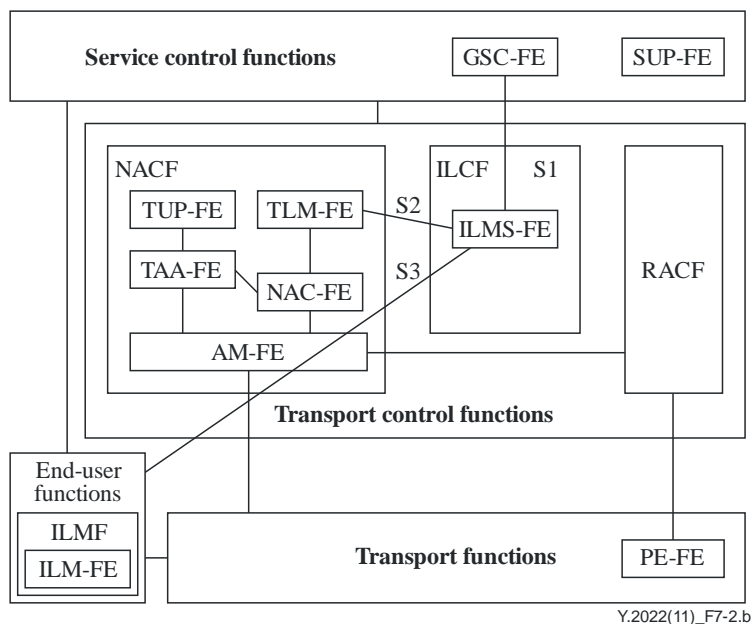 Service control functions
GSC-FE
SUP-FE
NACF
ILCF
S1
TUP-FE
TLM-FE
S2
ILMS-FE
TAA-FE
NAC-FE
S3
RACF
AM-FE
Transport control functions
End-user
functions
ILMF
ILM-FE
Transport functions
PE-FE
Y.2022(11)_F7-2.b